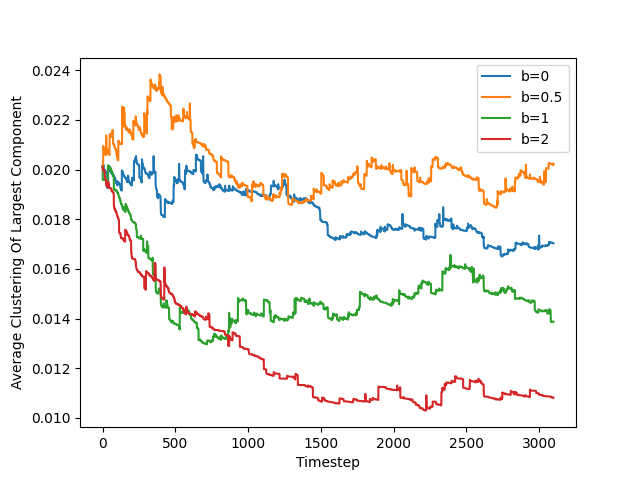 0.024
0.022
0.020
0.018
0.016
0.014
0.012
0.010
Average Clustering Of Largest Component
b=0
b=0.5
b=1
b=2
0 500 1000 1500 2000 2500 3000
Timestep